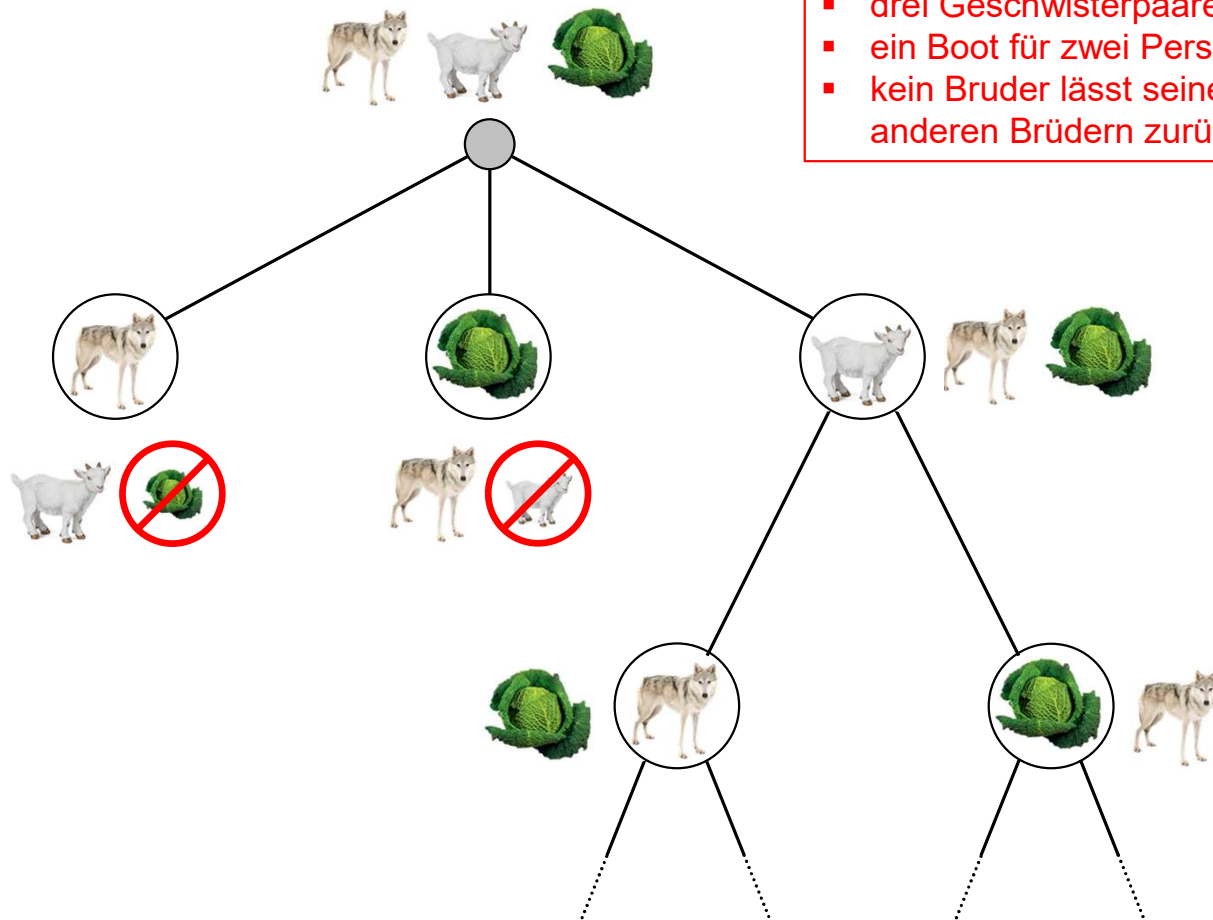 ▪ drei Geschwisterpaare
▪ ein Boot für zwei
▪ kein Bruder lässt
anderen Brüdern